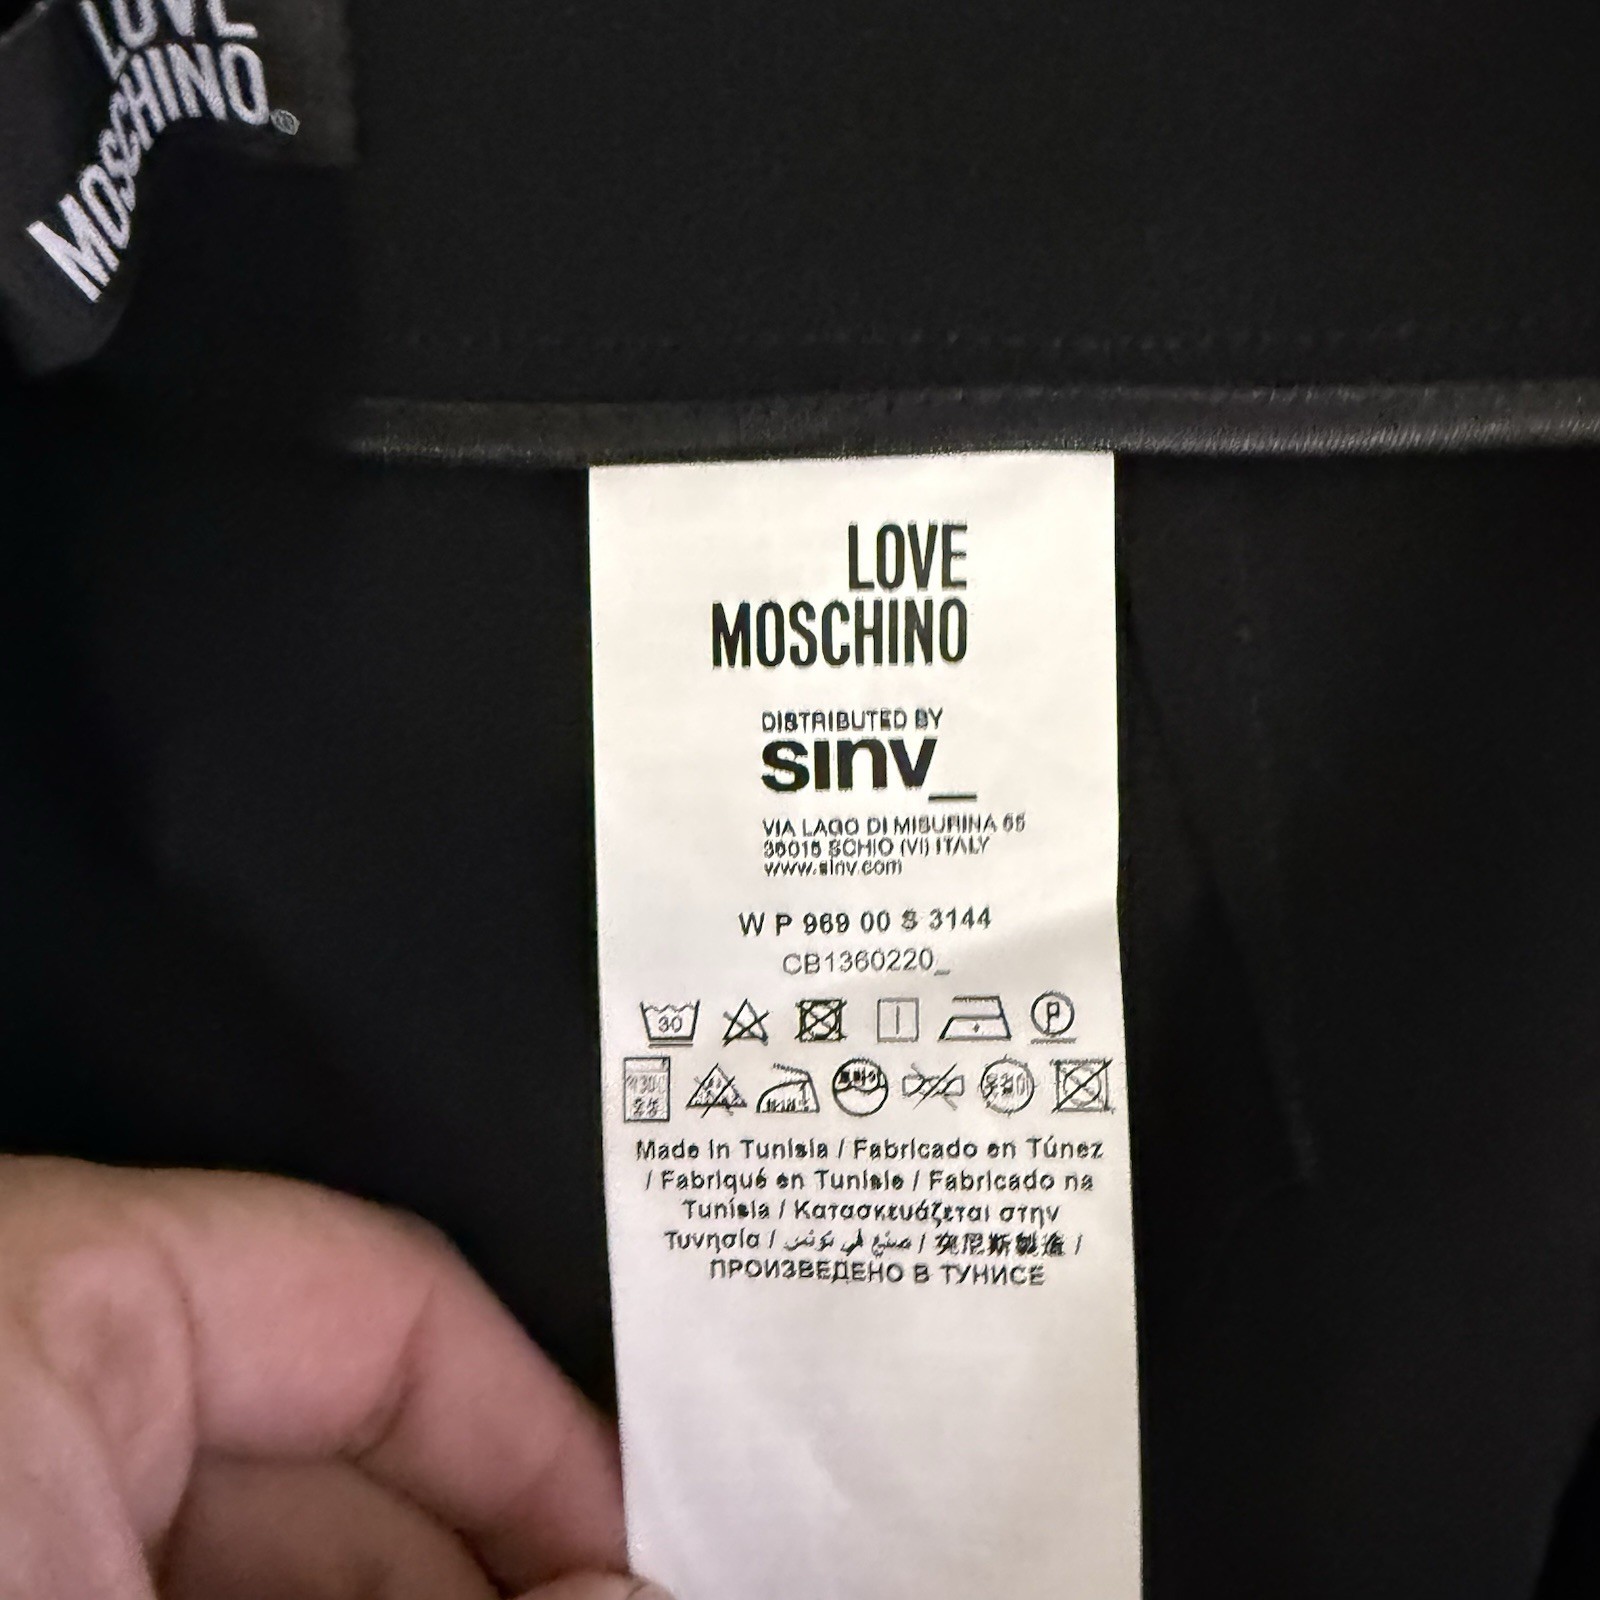 LOVE
MOSCHINO®
LOVE
MOSCHINO
DISTRIBUTED BY
sinv_
VIA LAGO DI MISURINA 65
36015 SCHIO (VI) ITALY
www.sinv.com
W P 969 00 S 3144
CB1360220_
30 P
Made in Tunisia / Fabricado en Túnez
/ Fabriqué en Tunisie / Fabricado na
Tunísia / Κατασκευάζεται στην
Τυνησία / صنع في تونس / 突尼斯制造 /
ПРОИЗВЕДЕНО В ТУНИСЕ